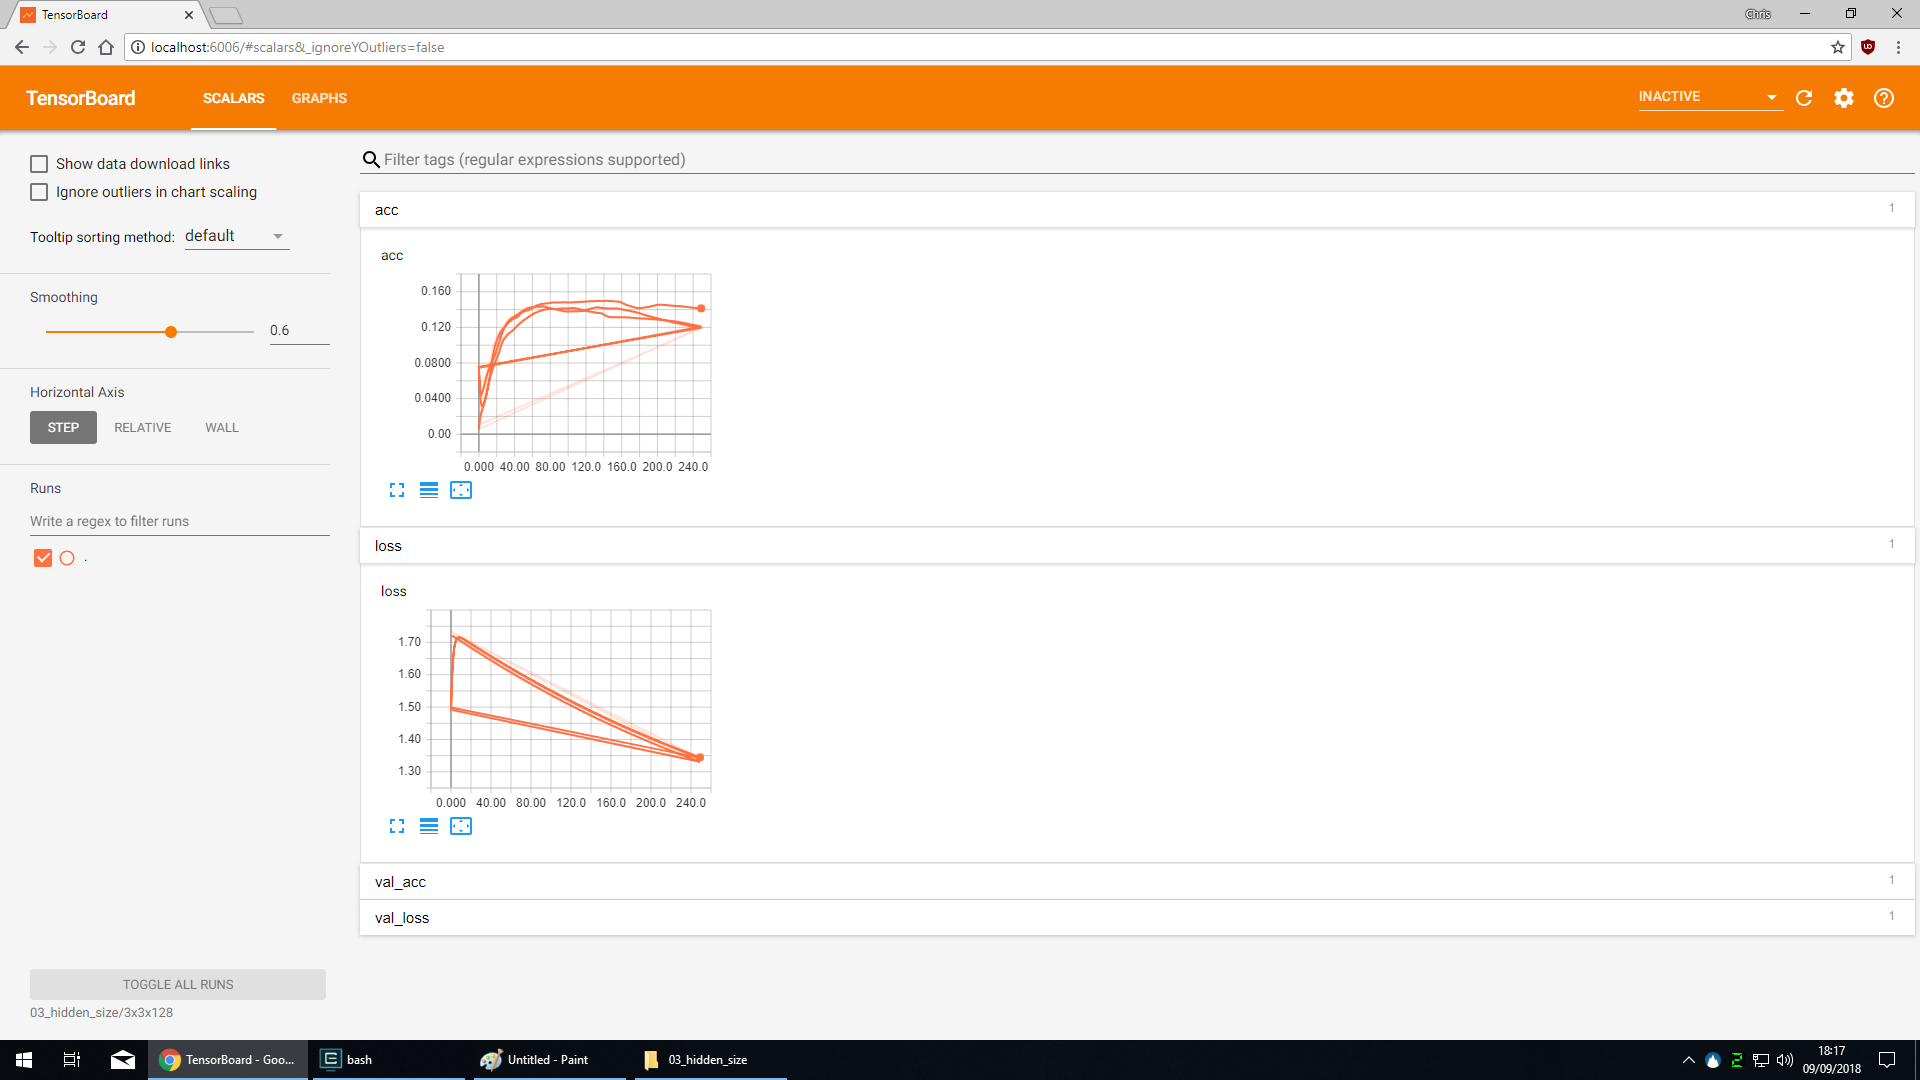 TensorBoard
Chris
localhost:6006/#scalars&_ignoreYOutliers=false
TensorBoard
SCALARS
GRAPHS
INACTIVE
Show data download links
Ignore outliers in chart scaling
Tooltip sorting method: default
Smoothing
0.6
Horizontal Axis
STEP RELATIVE WALL
Runs
Write a regex to filter runs
.
TOGGLE ALL RUNS
03_hidden_size/3x3x128
Filter tags (regular expressions supported)
acc 1
acc
0.160
0.120
0.0800
0.0400
0.00
0.000 40.00 80.00 120.0 160.0 200.0 240.0
loss 1
loss
1.70
1.60
1.50
1.40
1.30
0.000 40.00 80.00 120.0 160.0 200.0 240.0
val_acc 1
val_loss 1
TensorBoard - Goo...
bash
Untitled - Paint
03_hidden_size
2
18:17
09/09/2018